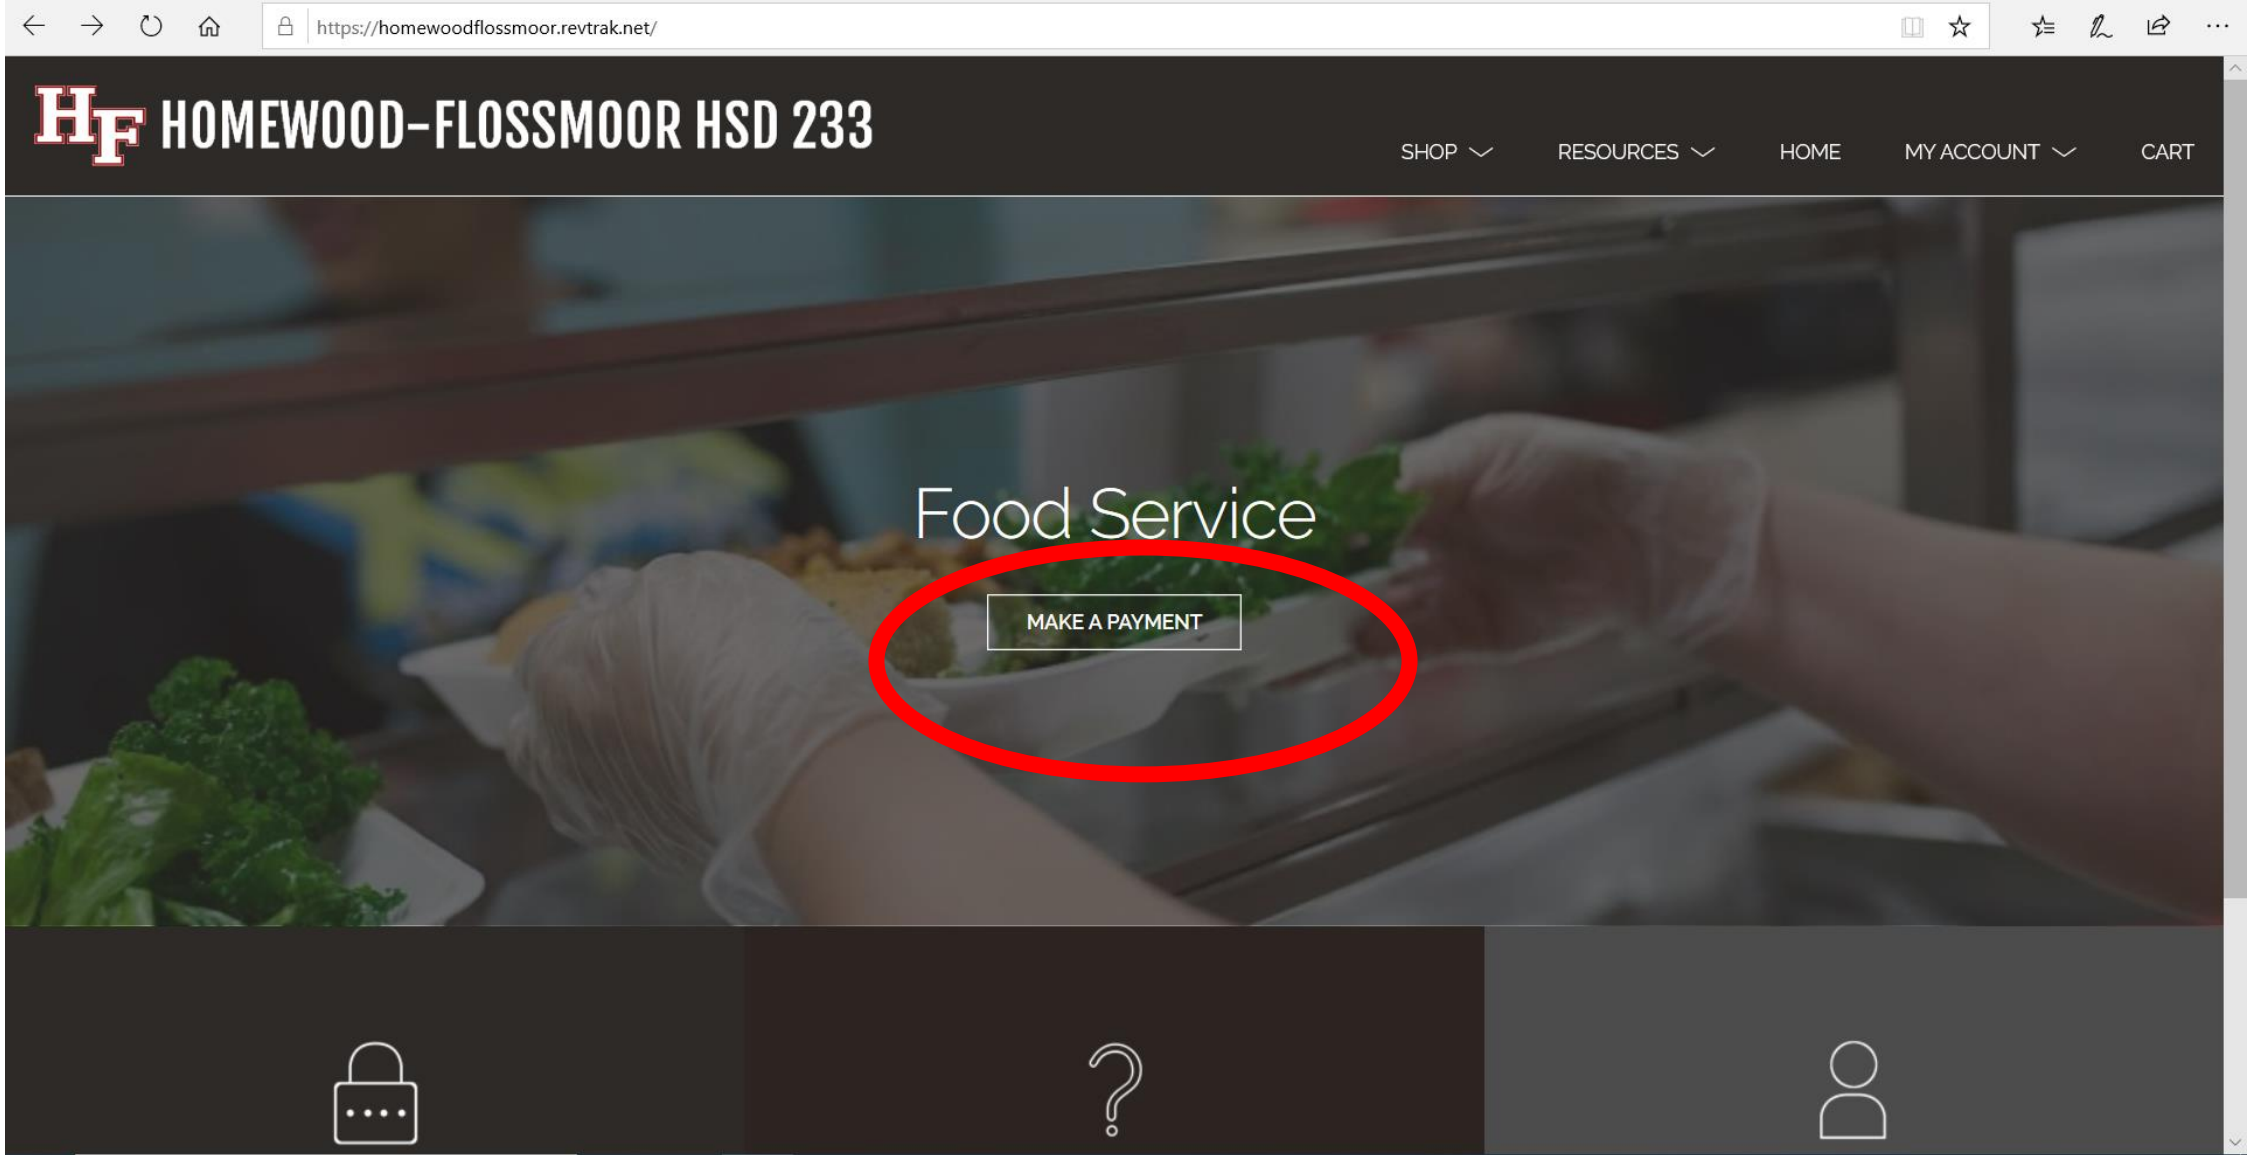 https://homewoodflossmoor.revtrak.net/
HF HOMEWOOD-FLOSSMOOR HSD 233
SHOP RESOURCES HOME MY ACCOUNT CART
Food Service
MAKE A PAYMENT